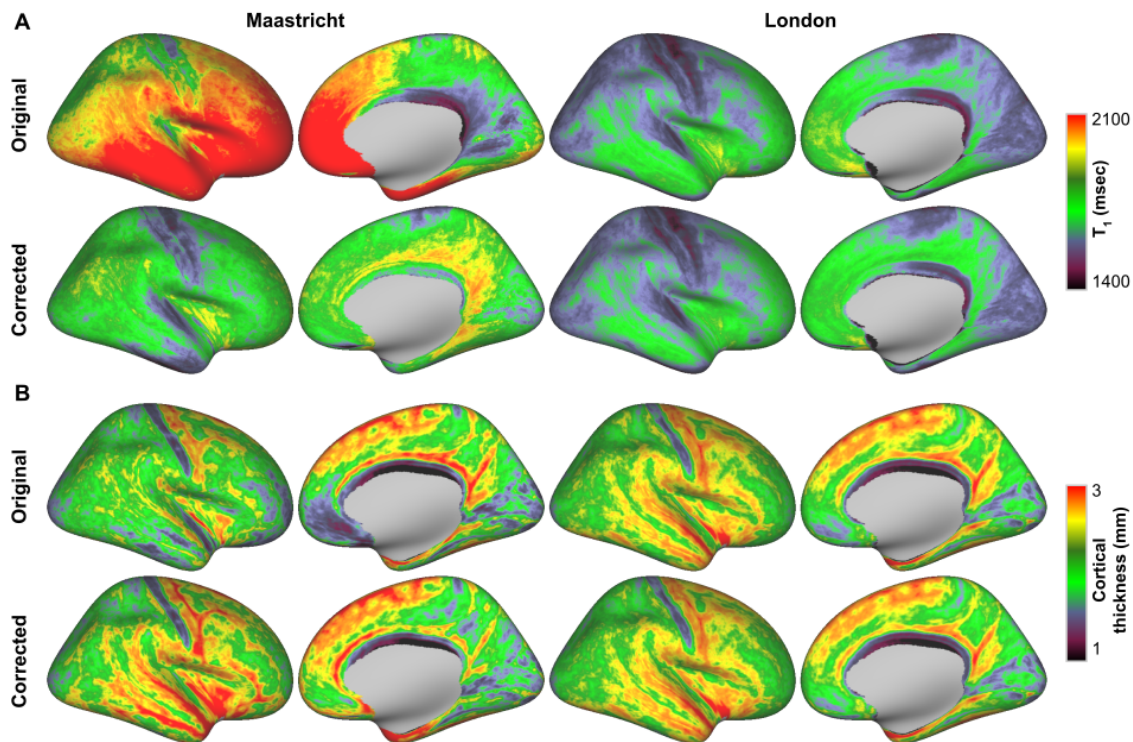 A
Maastricht
London
Original
2100
T1 (msec)
1400
Corrected
B
Original
3
Cortical
thickness (mm)
1
Corrected